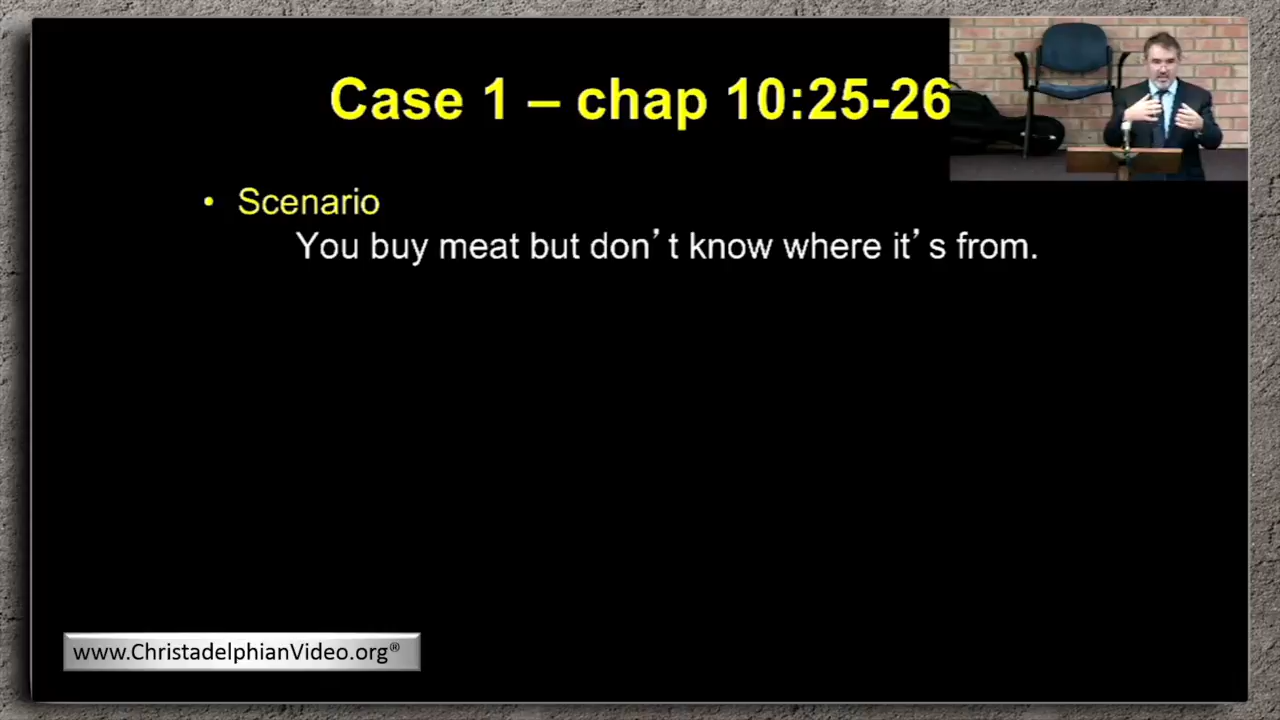 Case 1 – chap 10:25-26
• Scenario
You buy meat but don’t know where it’s from.
www.ChristadelphianVideo.org®